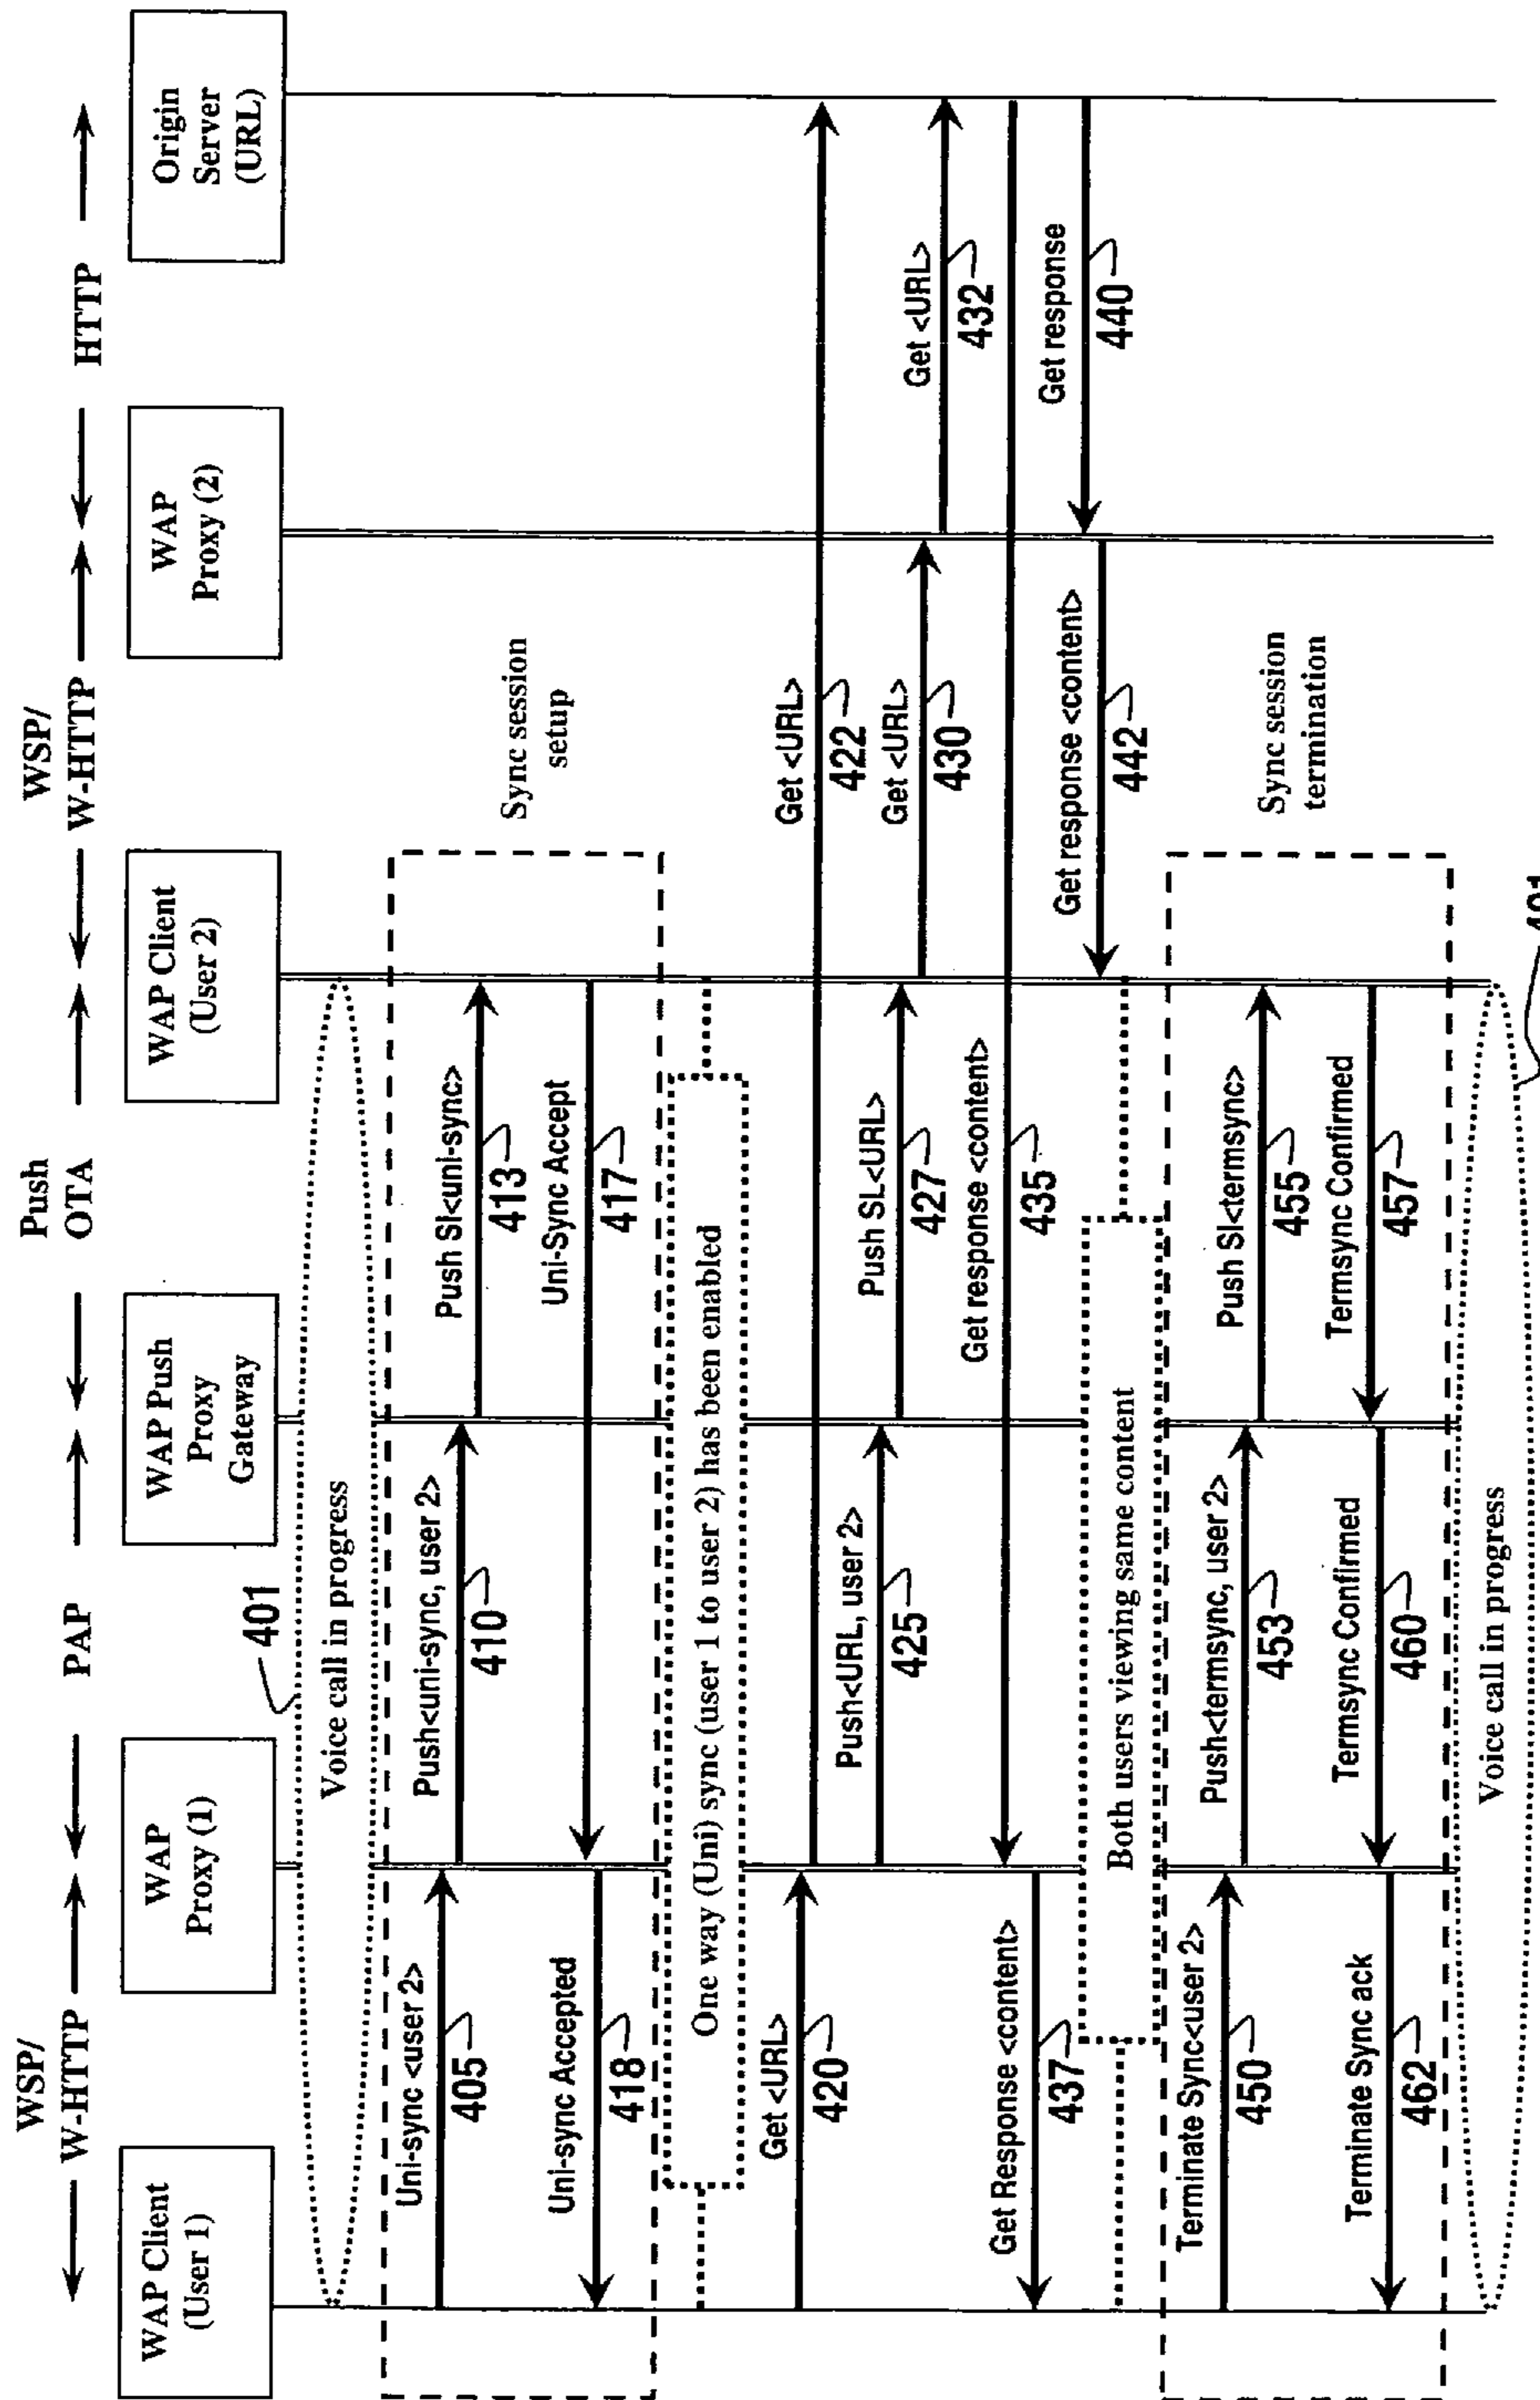 WSP/
W-HTTP
PAP
Push
OTA
WSP/
W-HTTP
HTTP
WAP Client
(User 1)
WAP
Proxy (1)
WAP Push
Proxy
Gateway
WAP Client
(User 2)
WAP
Proxy (2)
Origin
Server
(URL)
401
Voice call in progress
Sync session
setup
Uni-sync <user 2>
405
Push<uni-sync, user 2>
410
Push SI<uni-sync>
413
Uni-Sync Accept
417
Uni-sync Accepted
418
One way (Uni) sync (user 1 to user 2) has been enabled
Get <URL>
420
Get <URL>
422
Push<URL, user 2>
425
Push SL<URL>
427
Get <URL>
430
Get <URL>
432
Get response <content>
435
Get Response <content>
437
Get response
440
Get response <content>
442
Both users viewing same content
Sync session
termination
Terminate Sync<user 2>
450
Push<termsync, user 2>
453
Push SI<termsync>
455
Termsync Confirmed
457
Termsync Confirmed
460
Terminate Sync ack
462
Voice call in progress
401